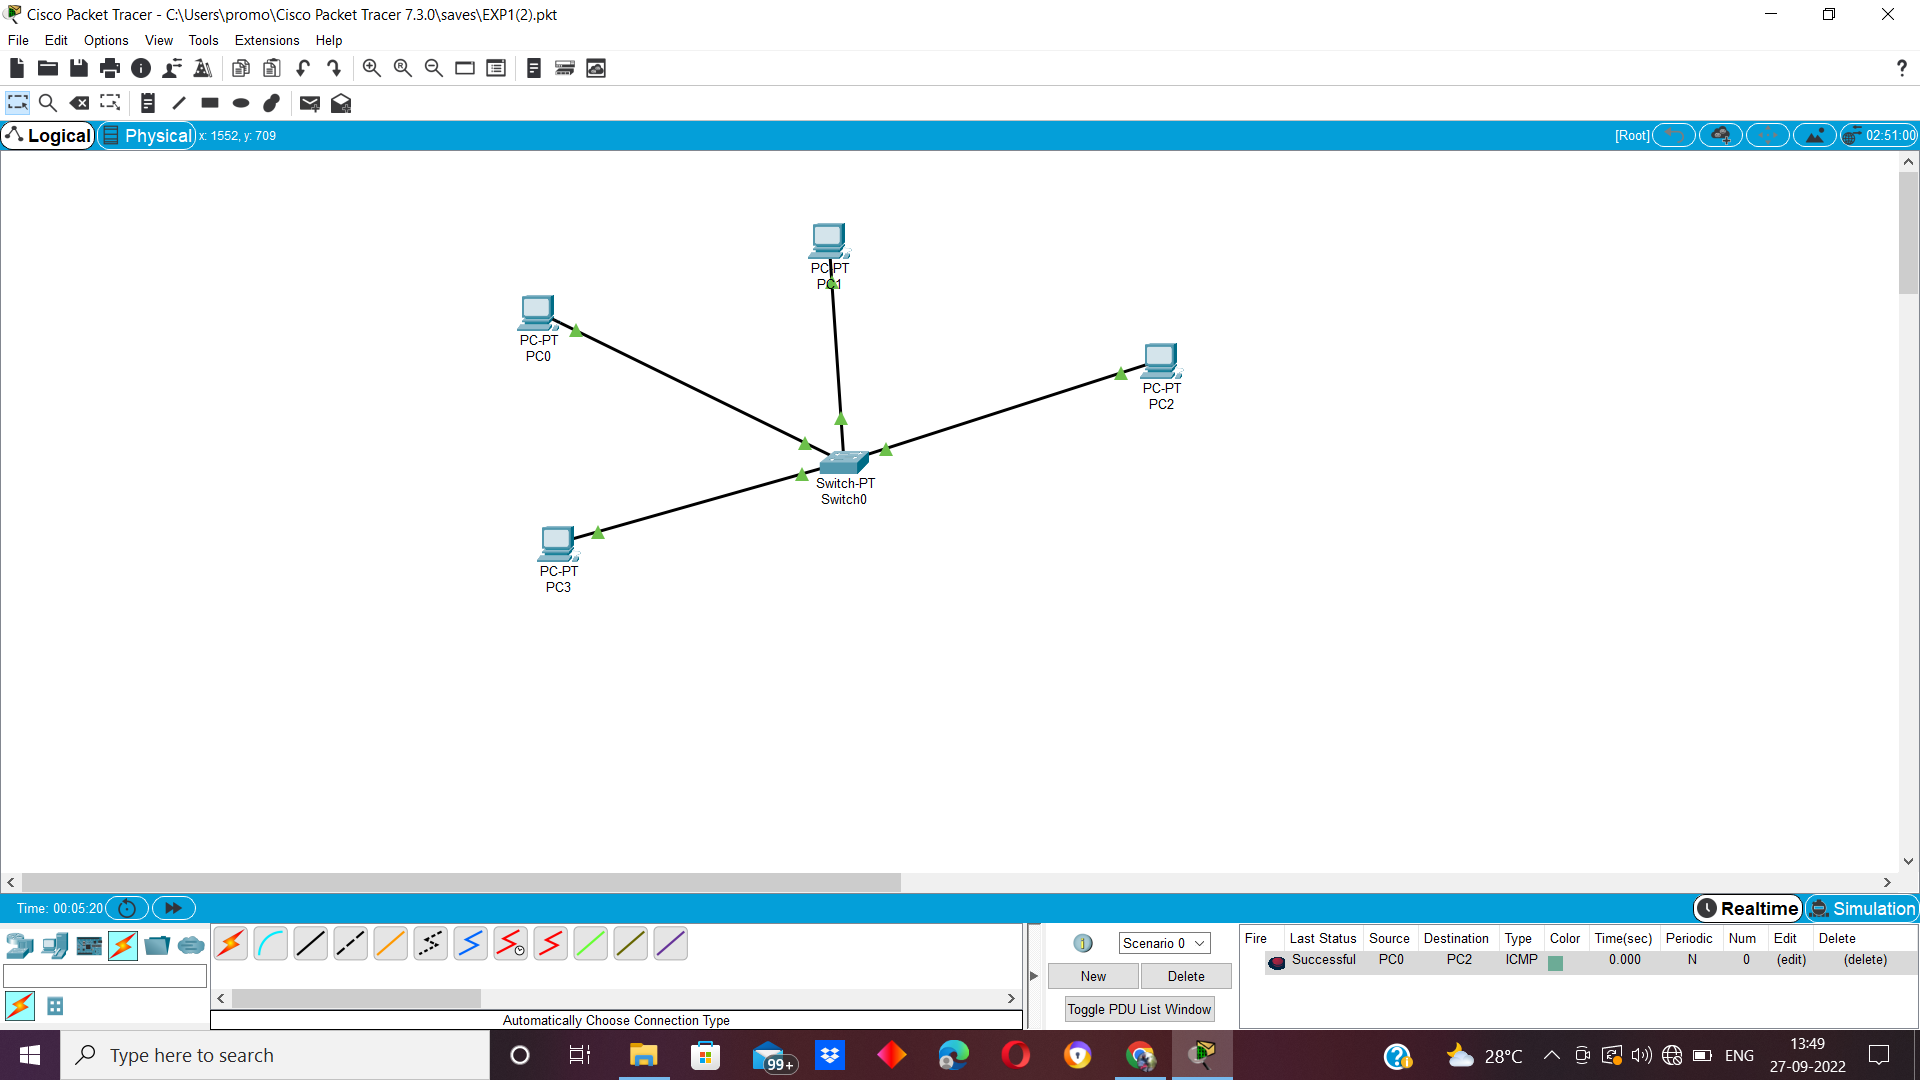 Cisco Packet Tracer - C:\Users\promo\Cisco Packet Tracer 7.3.0\saves\EXP1(2).pkt
File Edit Options View Tools Extensions Help
?
Logical Physical x: 1552, y: 709 [Root] 02:51:00
PC-PT
PC1
PC-PT
PC0
PC-PT
PC2
Switch-PT
Switch0
PC-PT
PC3
Time: 00:05:20 Realtime Simulation
Scenario 0
New Delete
Toggle PDU List Window
Fire Last Status Source Destination Type Color Time(sec) Periodic Num Edit Delete
Successful PC0 PC2 ICMP 0.000 N 0 (edit) (delete)
Automatically Choose Connection Type
Type here to search 99+ 28°C ENG 13:49
27-09-2022